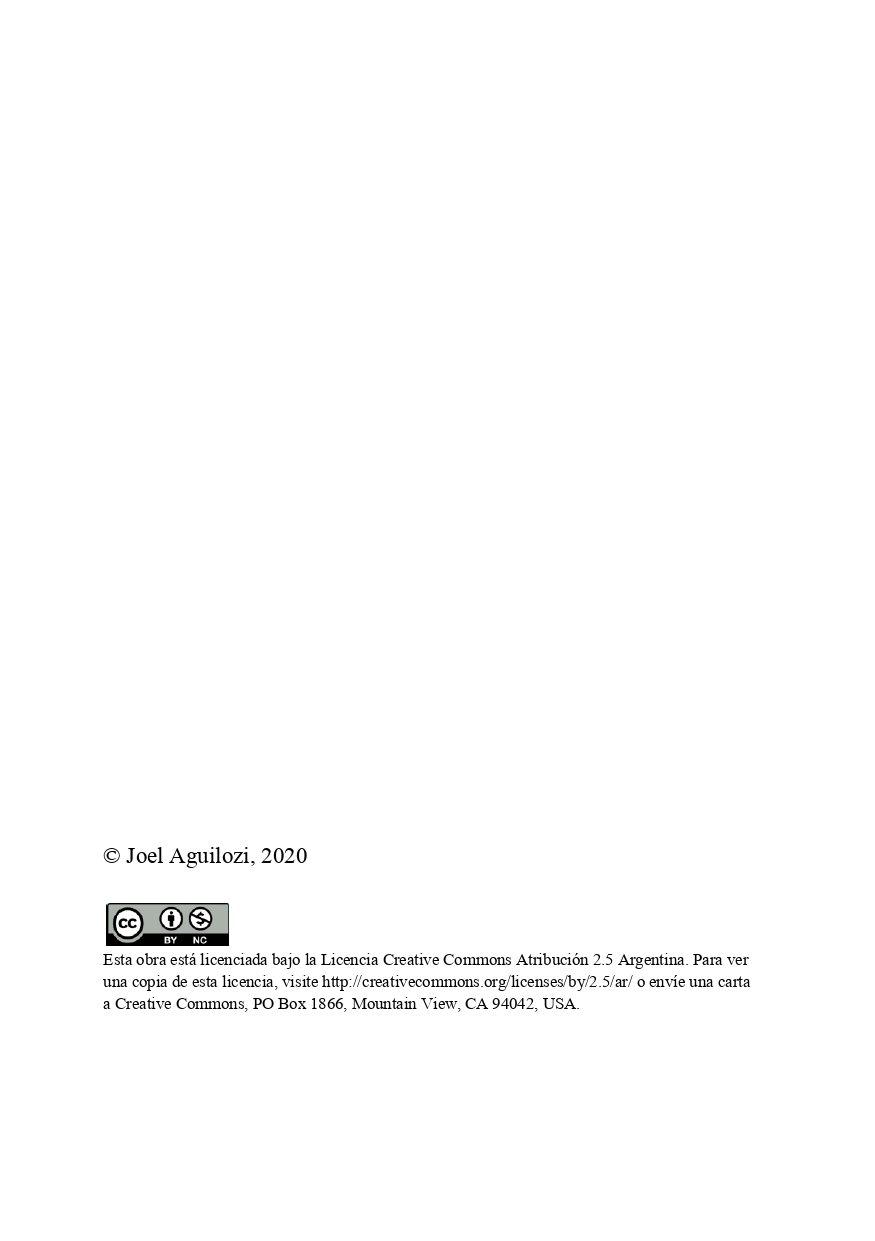 © Joel Aguilozi, 2020
cc
BY NC
Esta obra está licenciada bajo la Licencia Creative Commons Atribución 2.5 Argentina. Para ver
una copia de esta licencia, visite http://creativecommons.org/licenses/by/2.5/ar/ o envíe una carta
a Creative Commons, PO Box 1866, Mountain View, CA 94042, USA.